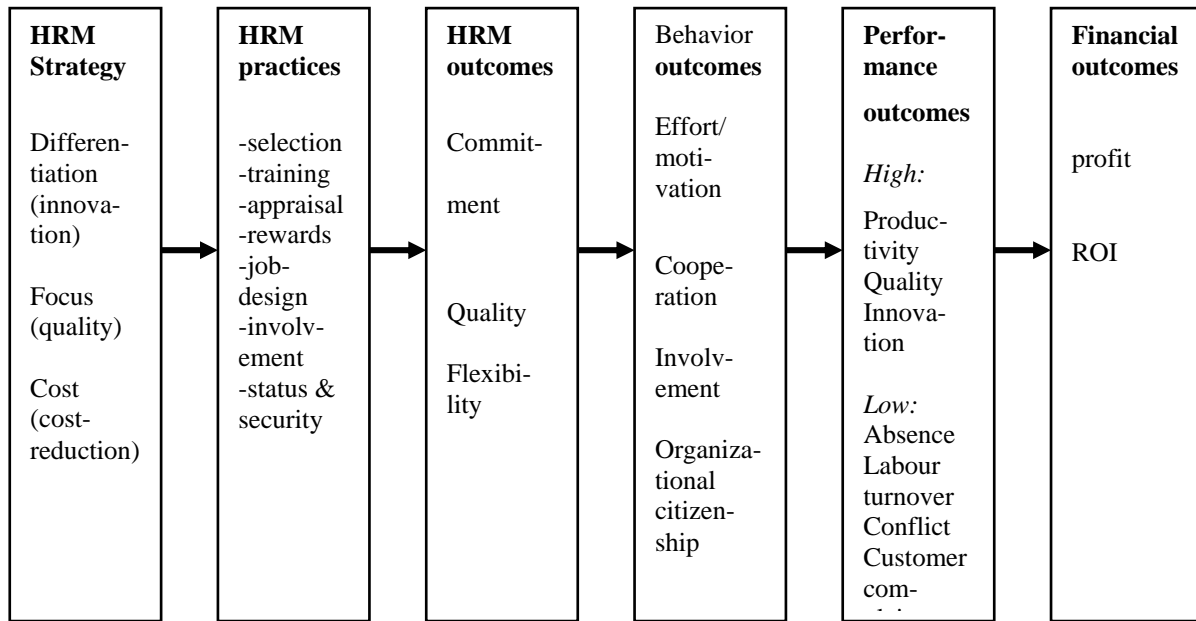 HRM
Strategy
Differen-
tiation
(innova-
tion)
Focus
(quality)
Cost
(cost-
reduction)
HRM
practices
-selection
-training
-appraisal
-rewards
-job-
design
-involv-
ement
-status &
security
HRM
outcomes
Commit-
ment
Quality
Flexibi-
lity
Behavior
outcomes
Effort/
moti-
vation
Coope-
ration
Involv-
ement
Organiza-
tional
citizen-
ship
Perfor-
mance
outcomes
High:
Produc-
tivity
Quality
Innova-
tion
Low:
Absence
Labour
turnover
Conflict
Customer
com-
Financial
outcomes
profit
ROI